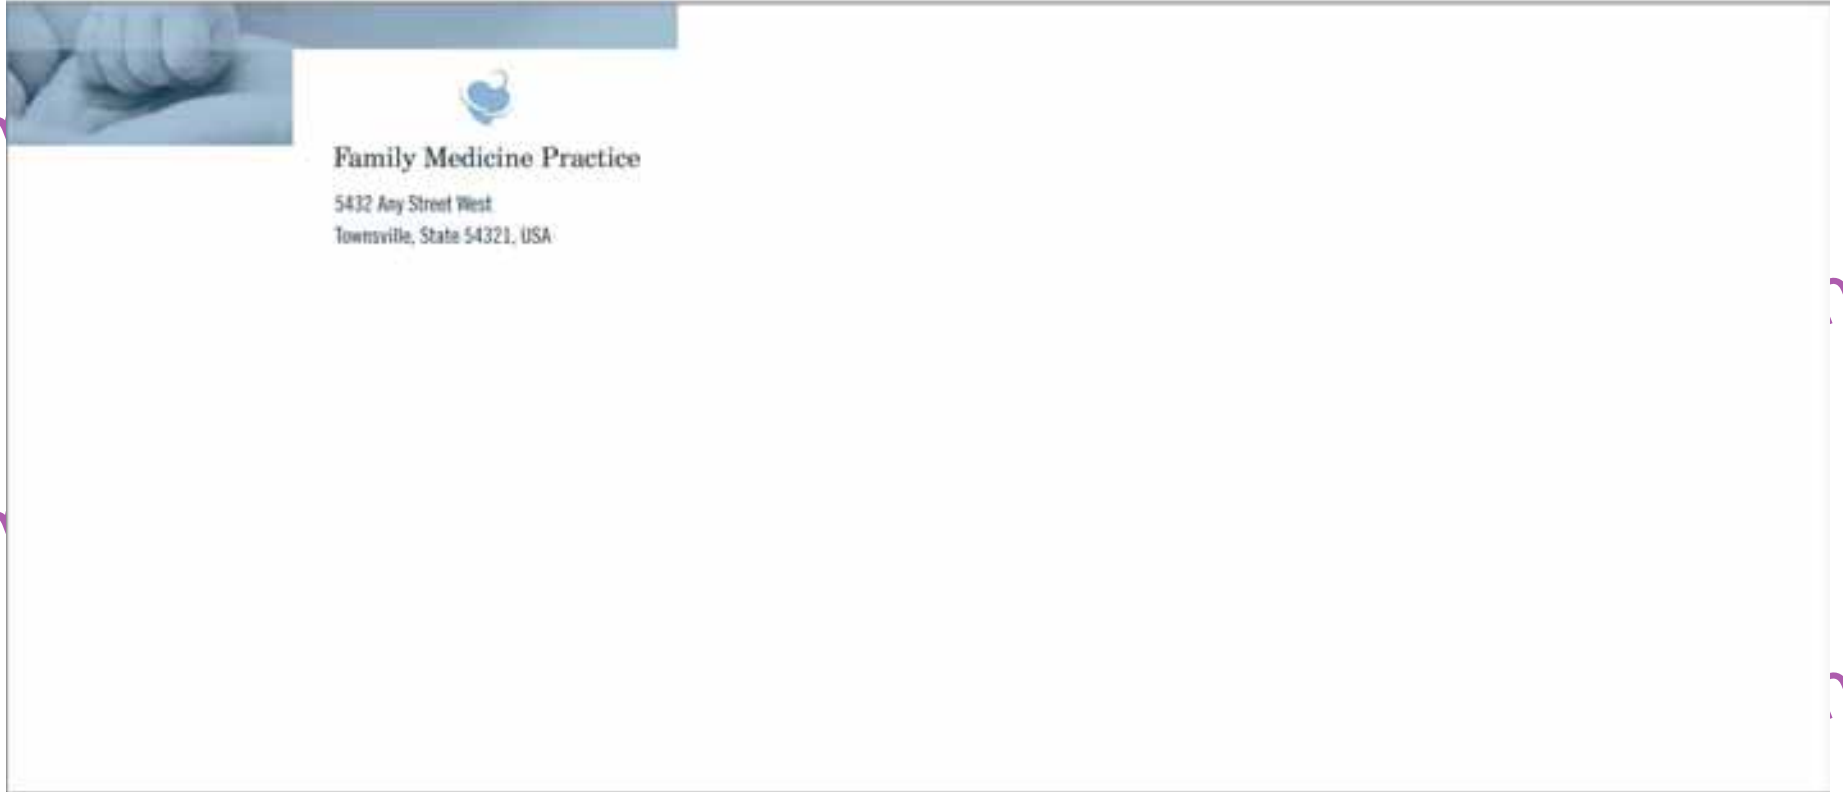 Family Medicine Practice
5432 Any Street West
Townsville, State 54321, USA